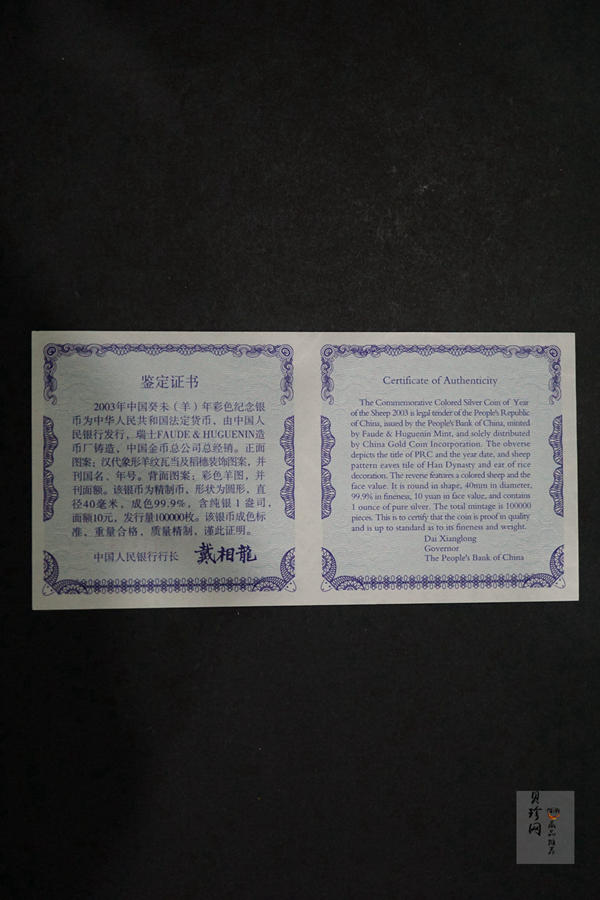 鉴定证书
2003年中国癸未（羊）年彩色纪念银
币为中华人民共和国法定货币，由中国人
民银行发行，瑞士FAUDE & HUGUENIN造
币厂铸造，中国金币总公司总经销。正面
图案：汉代象形羊纹瓦当及稻穗装饰图案，并
刊国名、年号。背面图案：彩色羊图，并
刊面额。该银币为精制币，形状为圆形，直
径40毫米，成色99.9%，含纯银1盎司，
面额10元，发行量100000枚。该银币成色标
准、重量合格，质量精制，谨此证明。
中国人民银行行长 戴相龍
Certificate of Authenticity
The Commemorative Colored Silver Coin of Year
of the Sheep 2003 is legal tender of the People's Republic
of China, issued by the People's Bank of China, minted
by Faude & Huguenin Mint, and solely distributed
by China Gold Coin Incorporation. The obverse
depicts the title of PRC and the year date, and sheep
pattern eaves tile of Han Dynasty and ear of rice
decoration. The reverse features a colored sheep and the
face value. It is round in shape, 40mm in diameter,
99.9% in fineness, 10 yuan in face value, and contains
1 ounce of pure silver. The total mintage is 100000
pieces. This is to certify that the coin is proof in quality
and is up to standard as to its fineness and weight.
Dai Xianglong
Governor
The People's Bank of China
贝珍网
藏品推荐